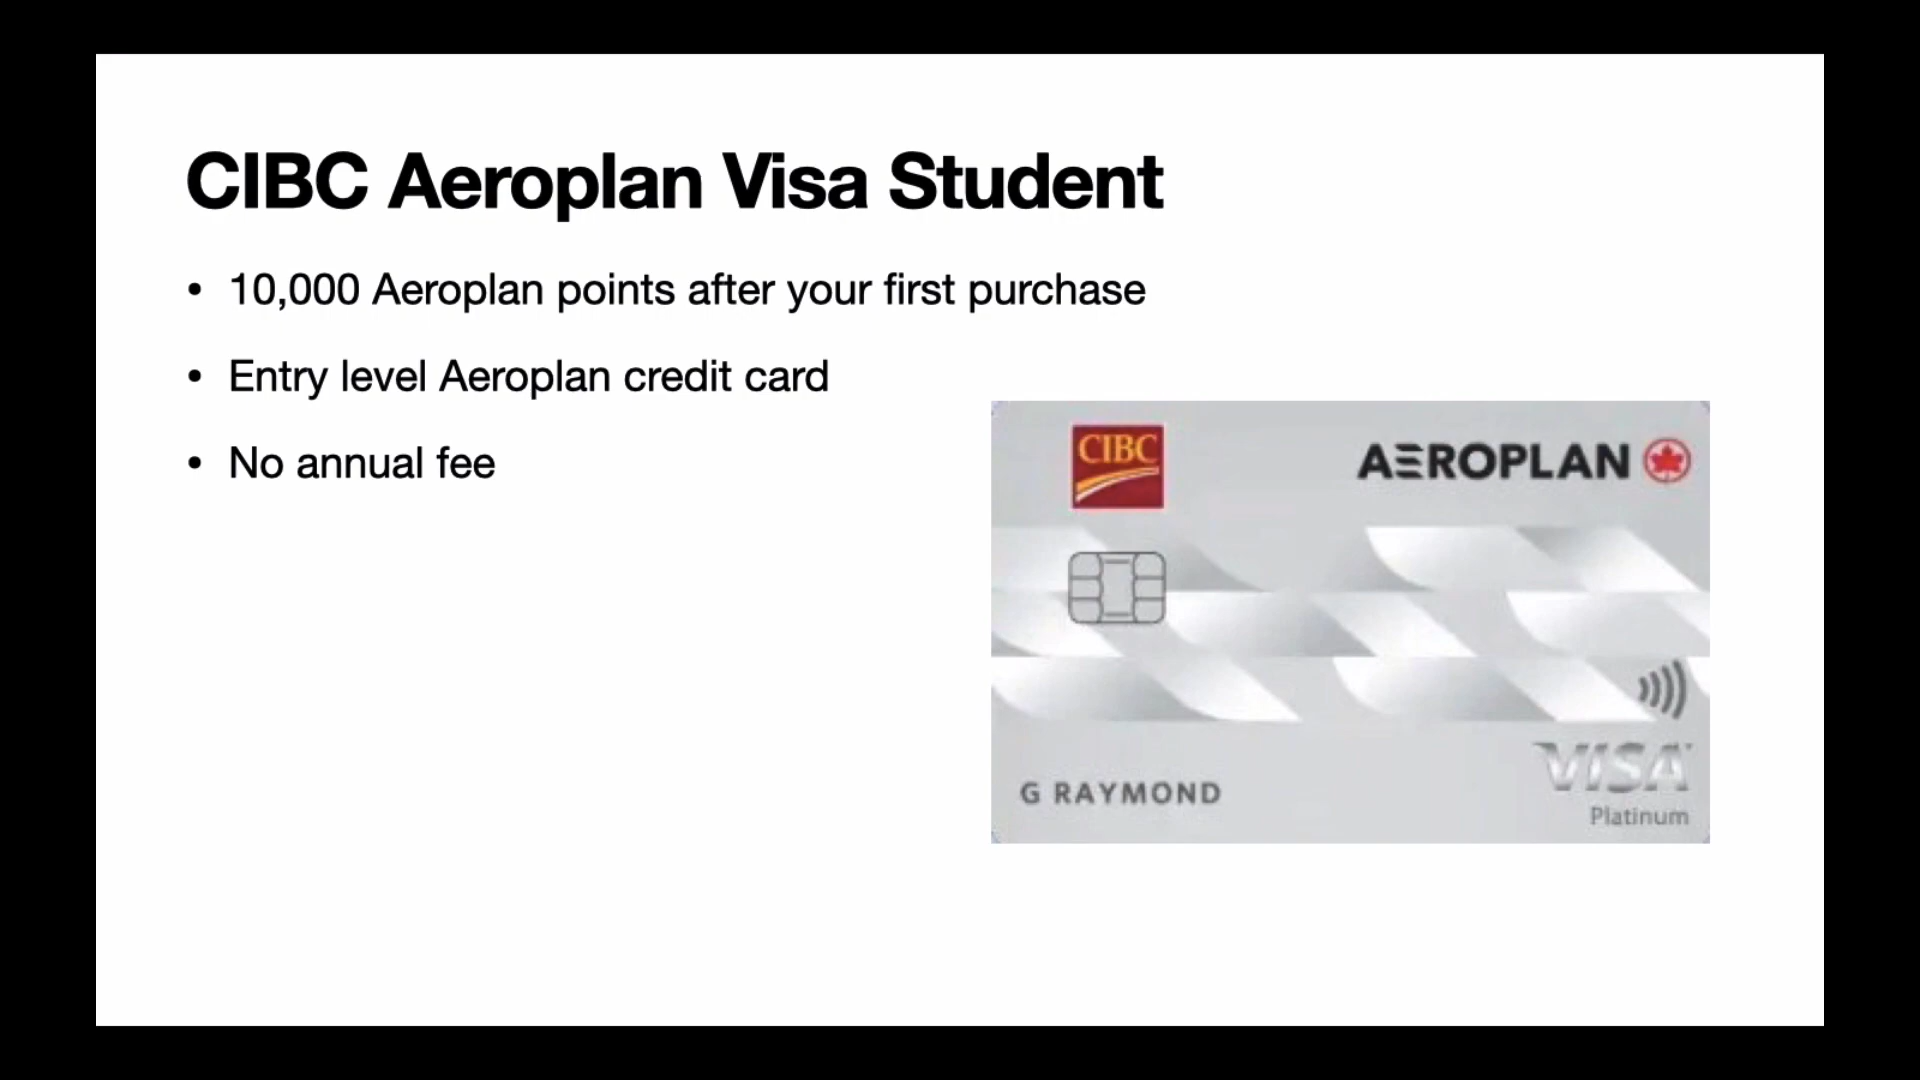 CIBC Aeroplan Visa Student
• 10,000 Aeroplan points after your first purchase
• Entry level Aeroplan credit card
• No annual fee
CIBC
AEROPLAN
G RAYMOND
VISA
Platinum